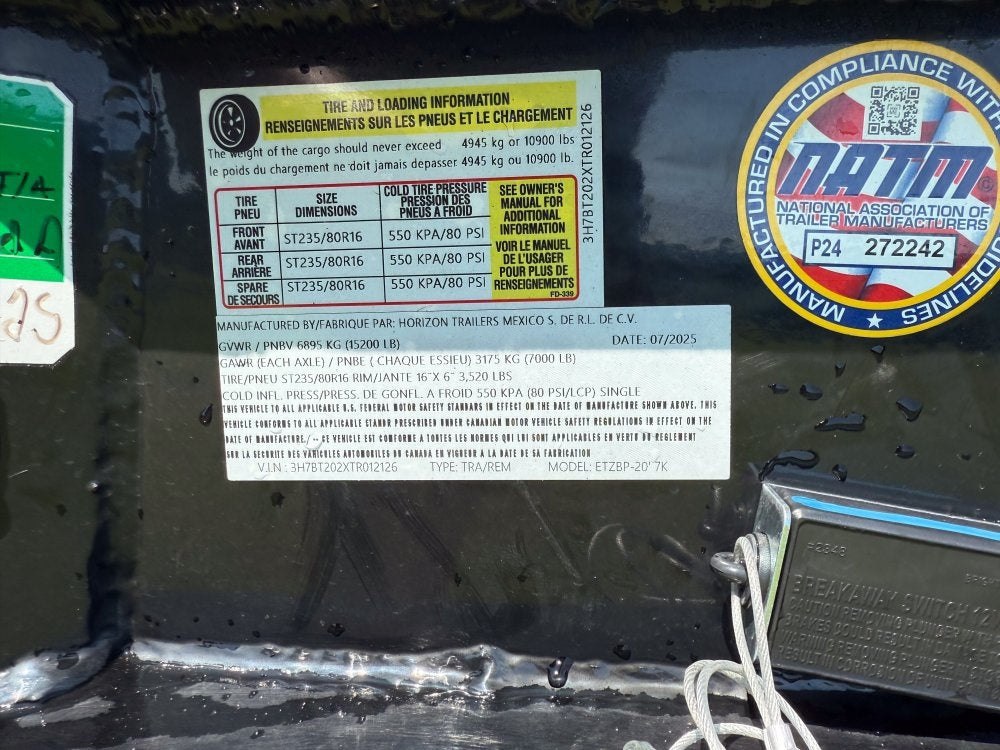 TIRE AND LOADING INFORMATION
RENSEIGNEMENTS SUR LES PNEUS ET LE CHARGEMENT
The weight of the cargo should never exceed 4945 kg or 10900 lbs
le poids du chargement ne doit jamais depasser 4945 kg ou 10900 lb.
TIRE PNEU SIZE DIMENSIONS COLD TIRE PRESSURE PRESSION DES PNEUS A FROID
FRONT AVANT ST235/80R16 550 KPA/80 PSI
REAR ARRIÈRE ST235/80R16 550 KPA/80 PSI
SPARE DE SECOURS ST235/80R16 550 KPA/80 PSI
SEE OWNER'S
MANUAL FOR
ADDITIONAL
INFORMATION
VOIR LE MANUEL
DE L'USAGER
POUR PLUS DE
RENSEIGNEMENTS
FD-339
3H7BT202XTR012126
MANUFACTURED BY/FABRIQUE PAR: HORIZON TRAILERS MEXICO S. DE R.L. DE C.V.
GVWR / PNBV 6895 KG (15200 LB) DATE: 07/2025
GAWR (EACH AXLE) / PNBE ( CHAQUE ESSIEU) 3175 KG (7000 LB)
TIRE/PNEU ST235/80R16 RIM/JANTE 16"X 6" 3,520 LBS
COLD INFL. PRESS/PRESS. DE GONFL. A FROID 550 KPA (80 PSI/LCP) SINGLE
THIS VEHICLE TO ALL APPLICABLE U.S. FEDERAL MOTOR SAFETY STANDARS IN EFFECT ON THE DATE OF MANUFACTURE SHOWN ABOVE. THIS
VEHICLE TO ALL APPLICABLE STANDAR PRESCRIBED UNDER CANADIAN MOTOR VEHICLE SAFETY REGULATIONS IN EFFECT ON THE
DATE OF MANUFACTURE./ -- CE VEHICLE EST CONFORME A TOUTES LES NORMES QUI LUI SONT APPLICABLES EN VERTU DU REGLEMENT
SUR LA SECURITE DES VAHICULES AUTOMOBILES DU CANADA EN VIGUEUR A LA DATE DE SA FABRICATION
V.I.N : 3H7BT202XTR012126 TYPE: TRA/REM MODEL: ETZBP-20' 7K
MANUFACTURED IN COMPLIANCE WITH
NATM
NATIONAL ASSOCIATION OF
TRAILER MANUFACTURERS
P24 272242
BREAKAWAY SWITCH 12